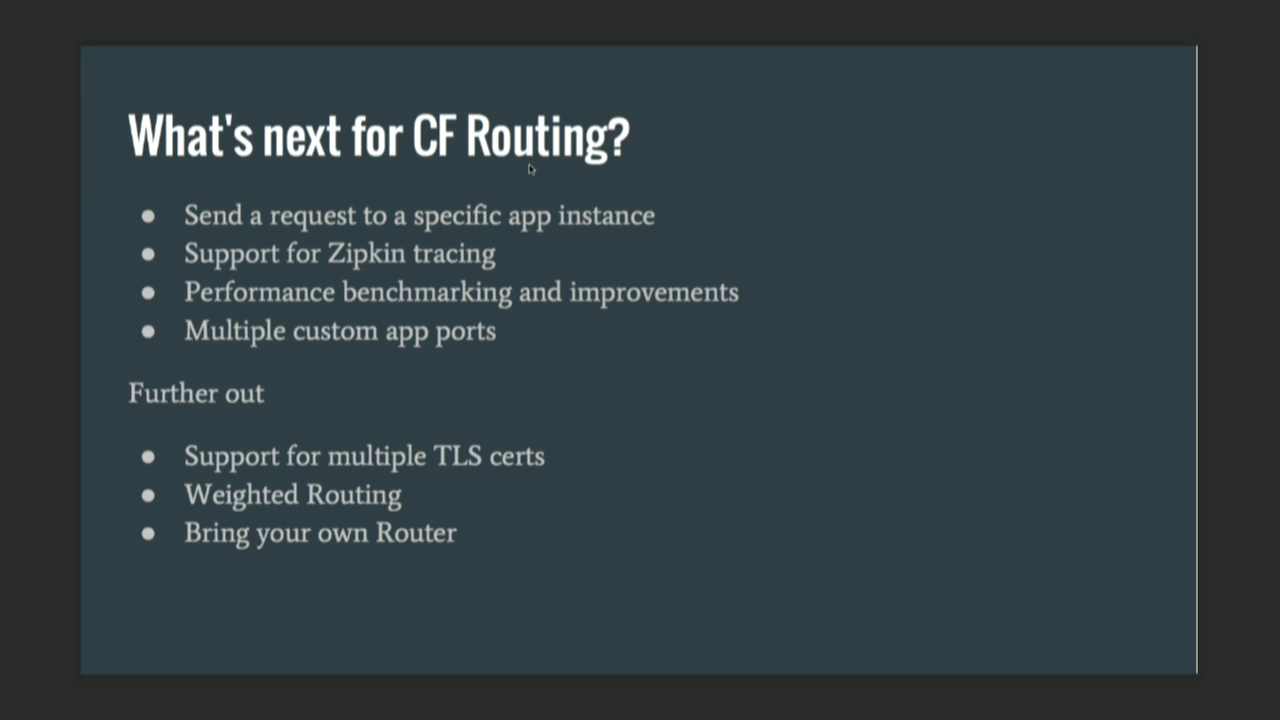 What's next for CF Routing?
● Send a request to a specific app instance
● Support for Zipkin tracing
● Performance benchmarking and improvements
● Multiple custom app ports
Further out
● Support for multiple TLS certs
● Weighted Routing
● Bring your own Router